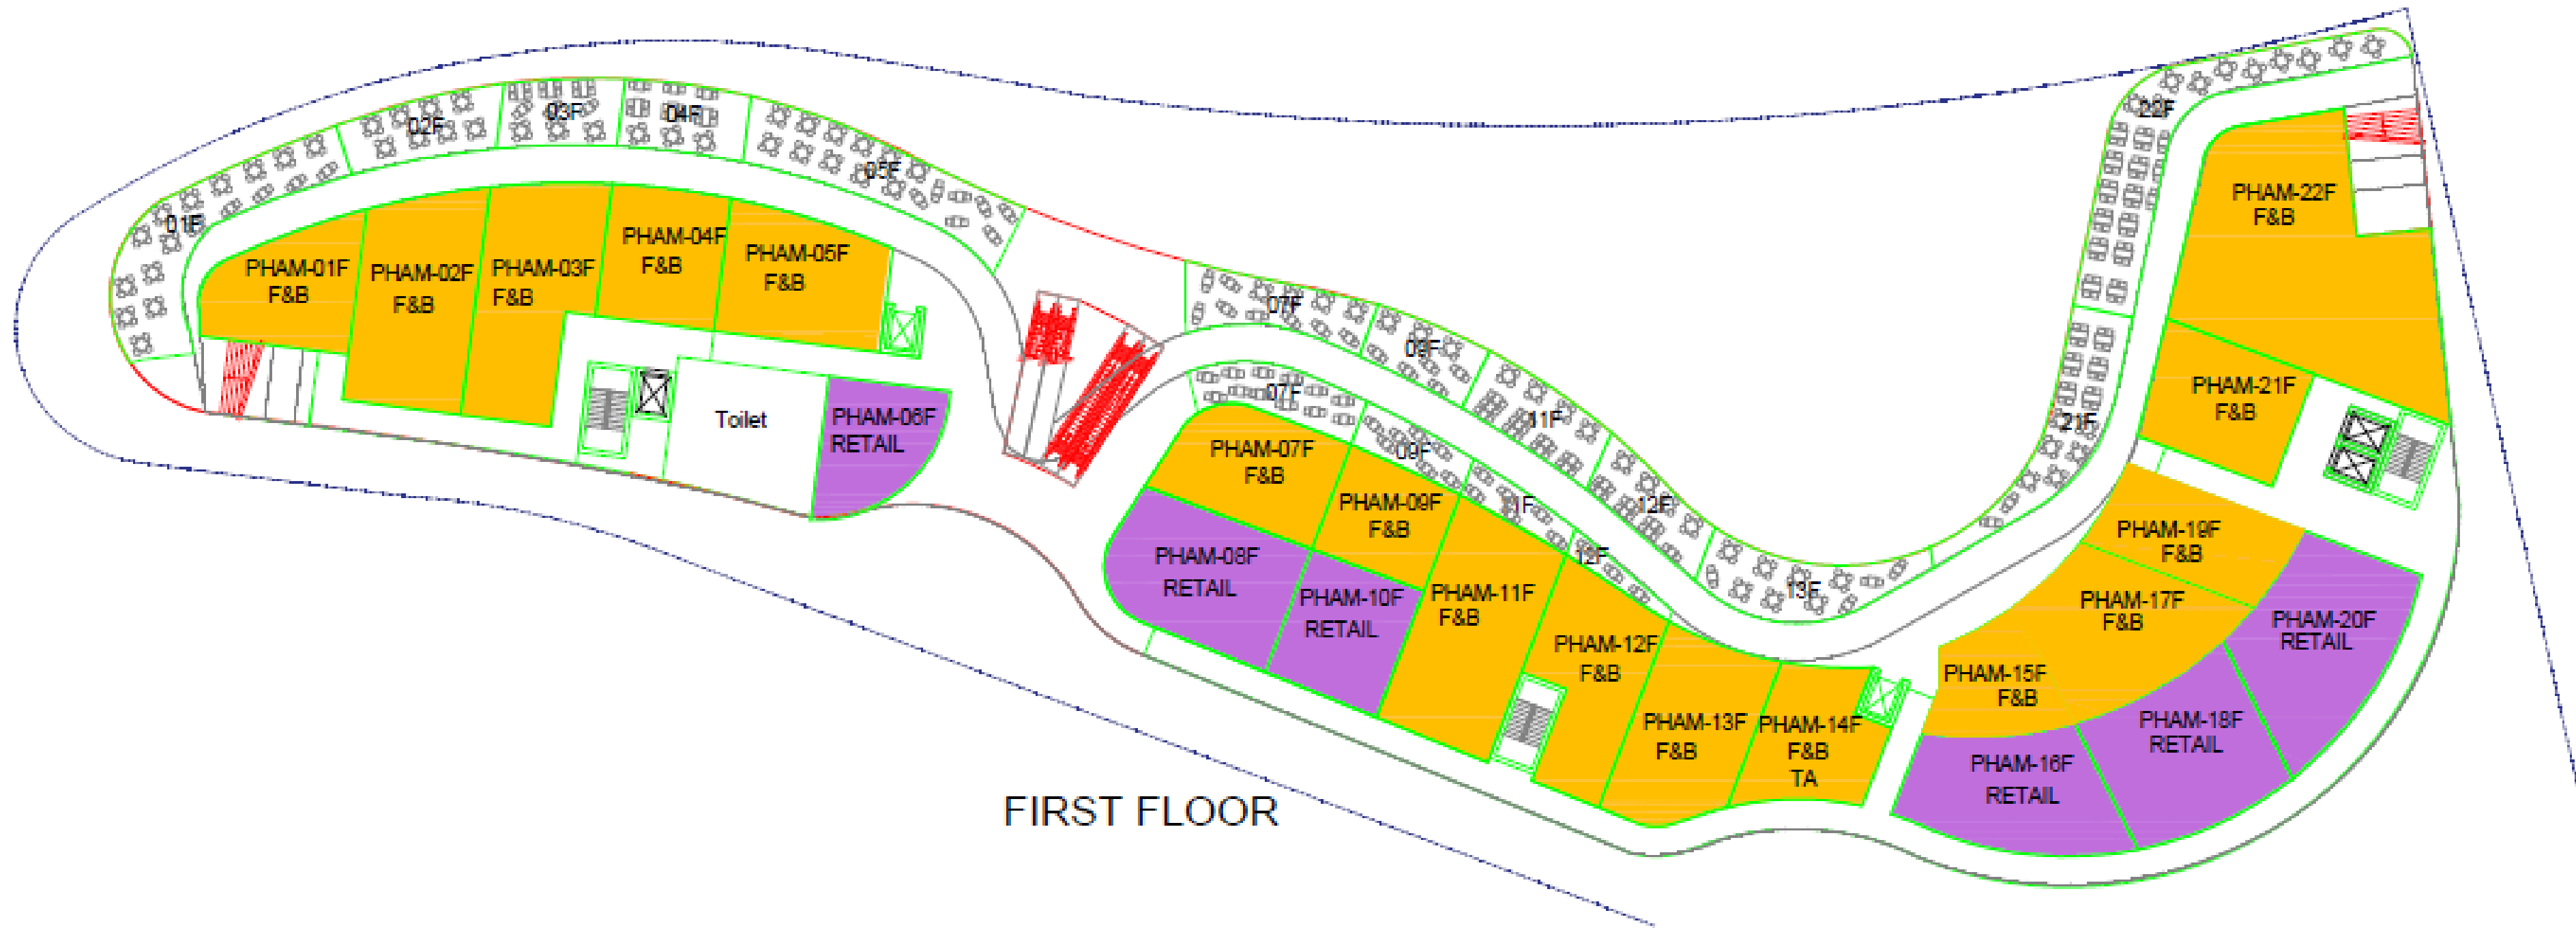 01F
02F
03F
04F
05F
PHAM-01F
F&B
PHAM-02F
F&B
PHAM-03F
F&B
PHAM-04F
F&B
PHAM-05F
F&B
Toilet
PHAM-06F
RETAIL
07F
09F
11F
12F
13F
07F
09F
12F
PHAM-07F
F&B
PHAM-08F
RETAIL
PHAM-09F
F&B
PHAM-10F
RETAIL
PHAM-11F
F&B
PHAM-12F
F&B
PHAM-13F
F&B
PHAM-14F
F&B
TA
PHAM-15F
F&B
PHAM-16F
RETAIL
PHAM-17F
F&B
PHAM-18F
RETAIL
PHAM-19F
F&B
PHAM-20F
RETAIL
21F
PHAM-21F
F&B
22F
PHAM-22F
F&B
FIRST FLOOR